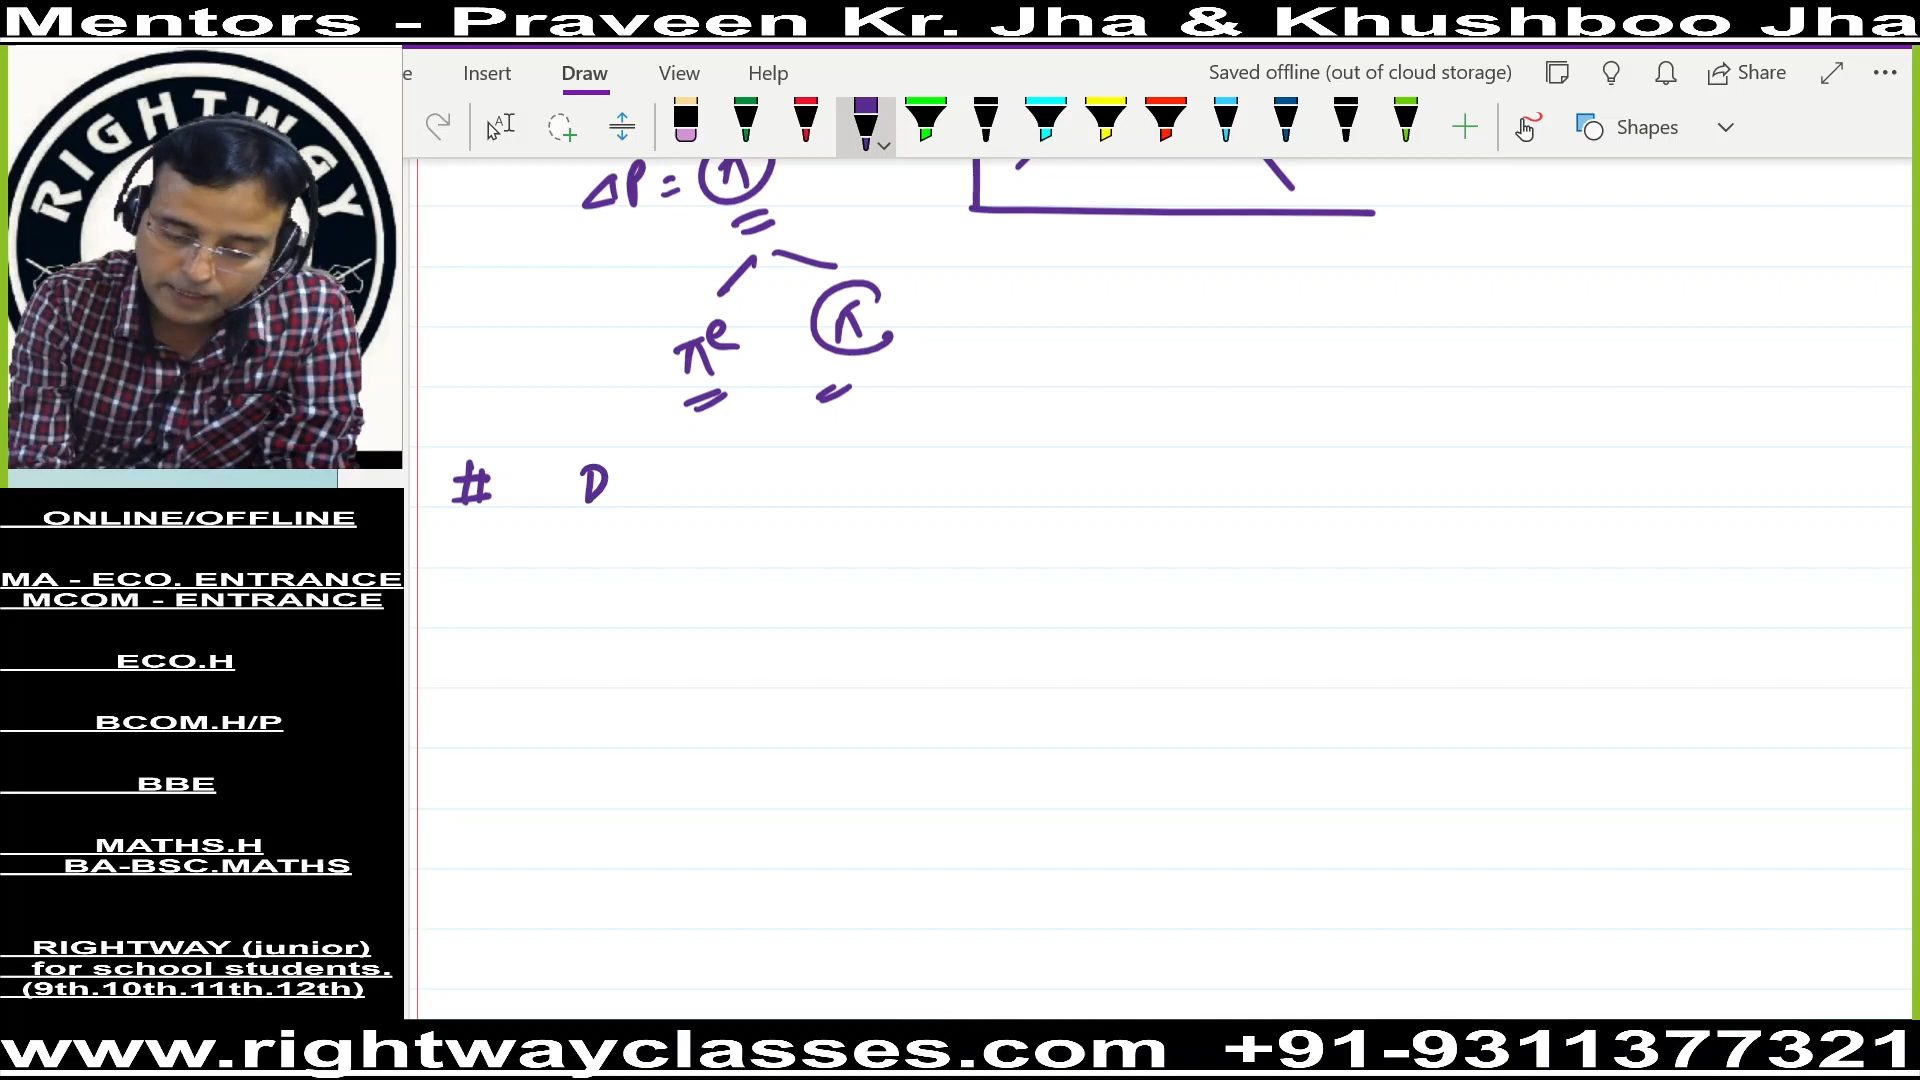 Mentors - Praveen Kr. Jha & Khushboo Jha
RIGHTWAY
e Insert Draw View Help
Saved offline (out of cloud storage)
Share
Shapes
ΔP = π
π^e π
# D
ONLINE/OFFLINE
MA - ECO. ENTRANCE
MCOM - ENTRANCE
ECO.H
BCOM.H/P
BBE
MATHS.H
BA-BSC.MATHS
RIGHTWAY (junior)
for school students.
(9th.10th.11th.12th)
www.rightwayclasses.com +91-9311377321